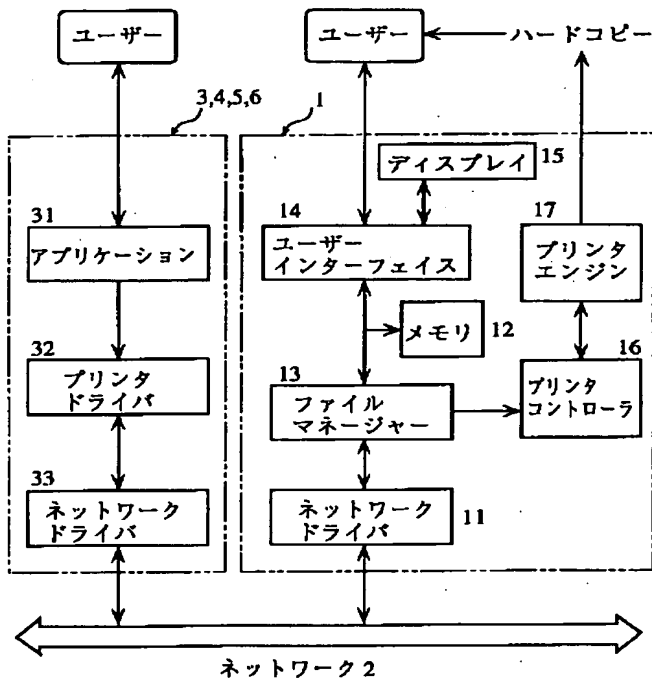 ユーザー
ユーザー
ハードコピー
3,4,5,6
1
ディスプレイ
15
31
アプリケーション
14
ユーザー
インターフェイス
17
プリンタ
エンジン
メモリ
12
32
プリンタ
ドライバ
13
ファイル
マネージャー
16
プリンタ
コントローラ
33
ネットワーク
ドライバ
ネットワーク
ドライバ
11
ネットワーク2